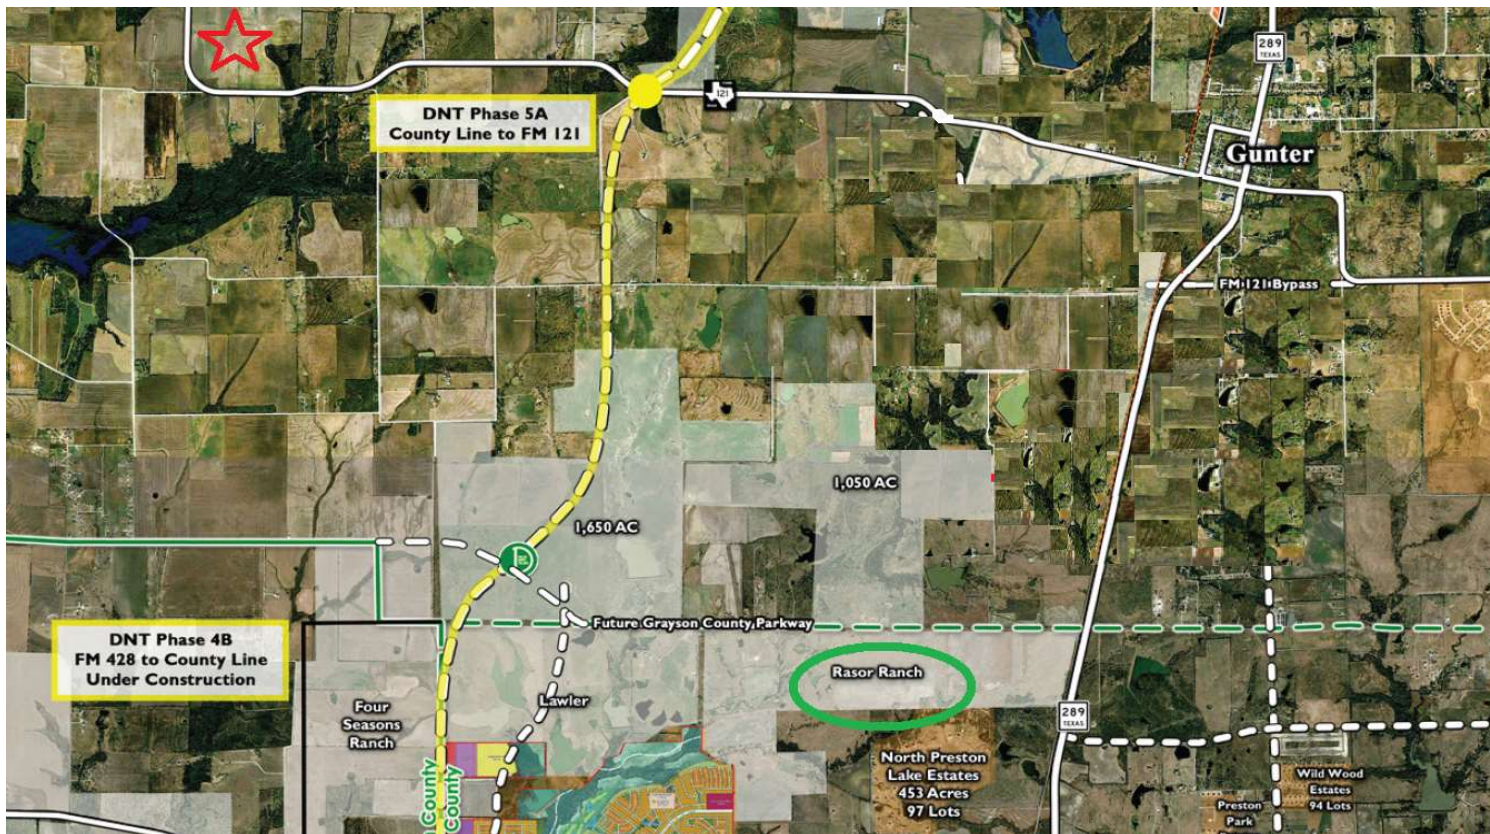 289
TEXAS
121
DNT Phase 5A
County Line to FM 121
Gunter
FM 121 Bypass
1,050 AC
1,650 AC
Future Grayson County Parkway
DNT Phase 4B
FM 428 to County Line
Under Construction
Rasor Ranch
Four
Seasons
Ranch
Lawler
289
TEXAS
North Preston
Lake Estates
453 Acres
97 Lots
Wild Wood
Estates
94 Lots
Preston
Park
County
County